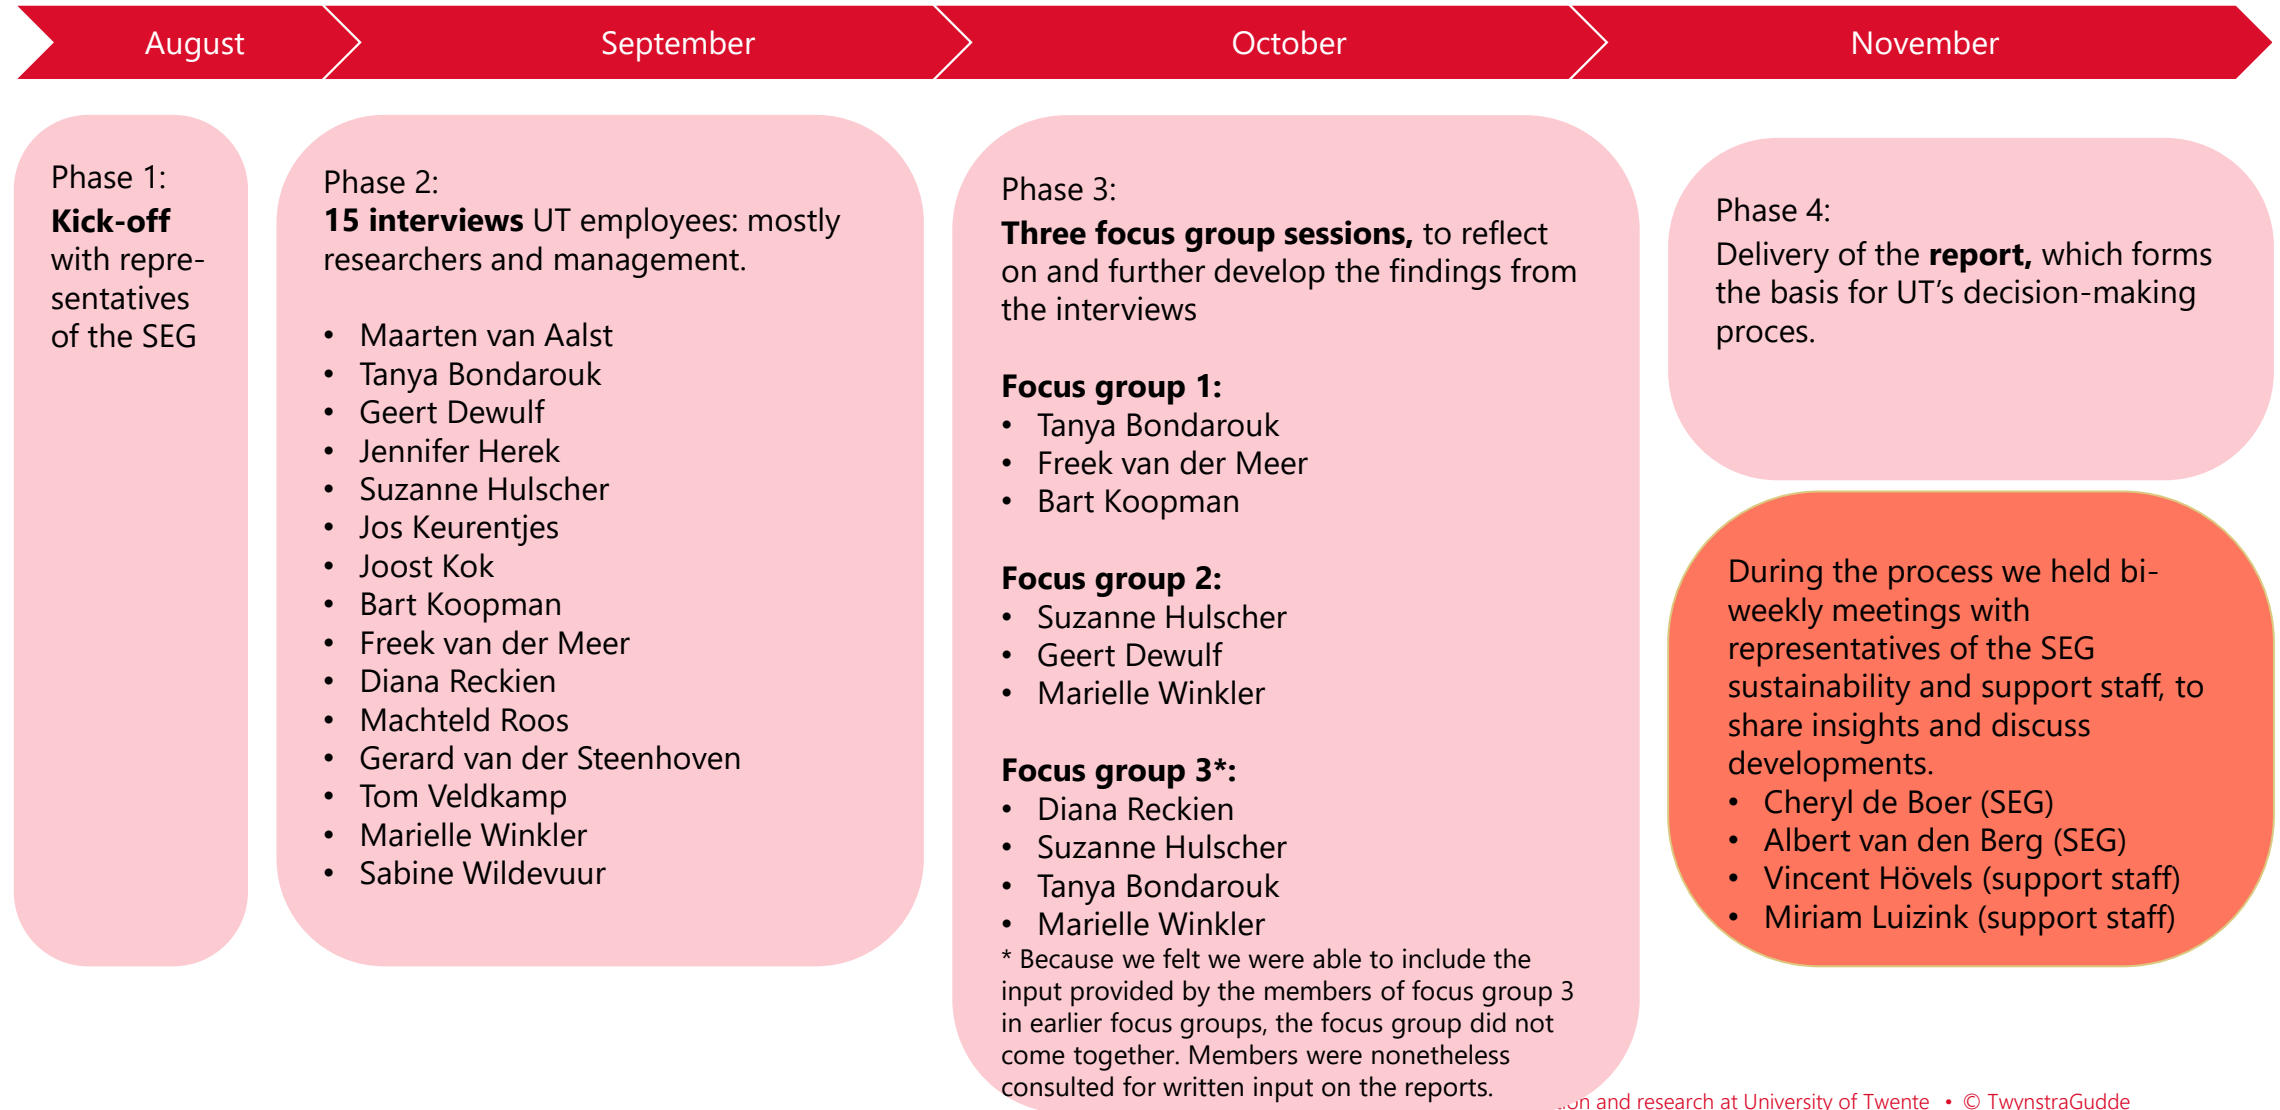 August
September
October
November
Phase 1:
Kick-off
with repre-
sentatives
of the SEG
Phase 2:
15 interviews UT employees: mostly
researchers and management.
• Maarten van Aalst
• Tanya Bondarouk
• Geert Dewulf
• Jennifer Herek
• Suzanne Hulscher
• Jos Keurentjes
• Joost Kok
• Bart Koopman
• Freek van der Meer
• Diana Reckien
• Machteld Roos
• Gerard van der Steenhoven
• Tom Veldkamp
• Marielle Winkler
• Sabine Wildevuur
Phase 3:
Three focus group sessions, to reflect
on and further develop the findings from
the interviews
Focus group 1:
• Tanya Bondarouk
• Freek van der Meer
• Bart Koopman
Focus group 2:
• Suzanne Hulscher
• Geert Dewulf
• Marielle Winkler
Focus group 3*:
• Diana Reckien
• Suzanne Hulscher
• Tanya Bondarouk
• Marielle Winkler
* Because we felt we were able to include the
input provided by the members of focus group 3
in earlier focus groups, the focus group did not
come together. Members were nonetheless
consulted for written input on the reports.
Phase 4:
Delivery of the report, which forms
the basis for UT's decision-making
proces.
During the process we held bi-
weekly meetings with
representatives of the SEG
sustainability and support staff, to
share insights and discuss
developments.
• Cheryl de Boer (SEG)
• Albert van den Berg (SEG)
• Vincent Hövels (support staff)
• Miriam Luizink (support staff)
and research at University of Twente • © TwynstraGudde